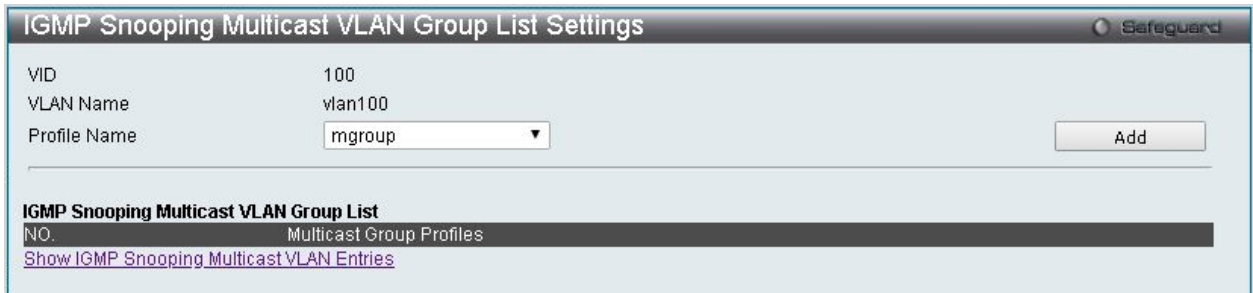 IGMP Snooping Multicast VLAN Group List Settings
Safeguard
VID 100
VLAN Name vlan100
Profile Name mgroup
Add
IGMP Snooping Multicast VLAN Group List
NO. Multicast Group Profiles
Show IGMP Snooping Multicast VLAN Entries